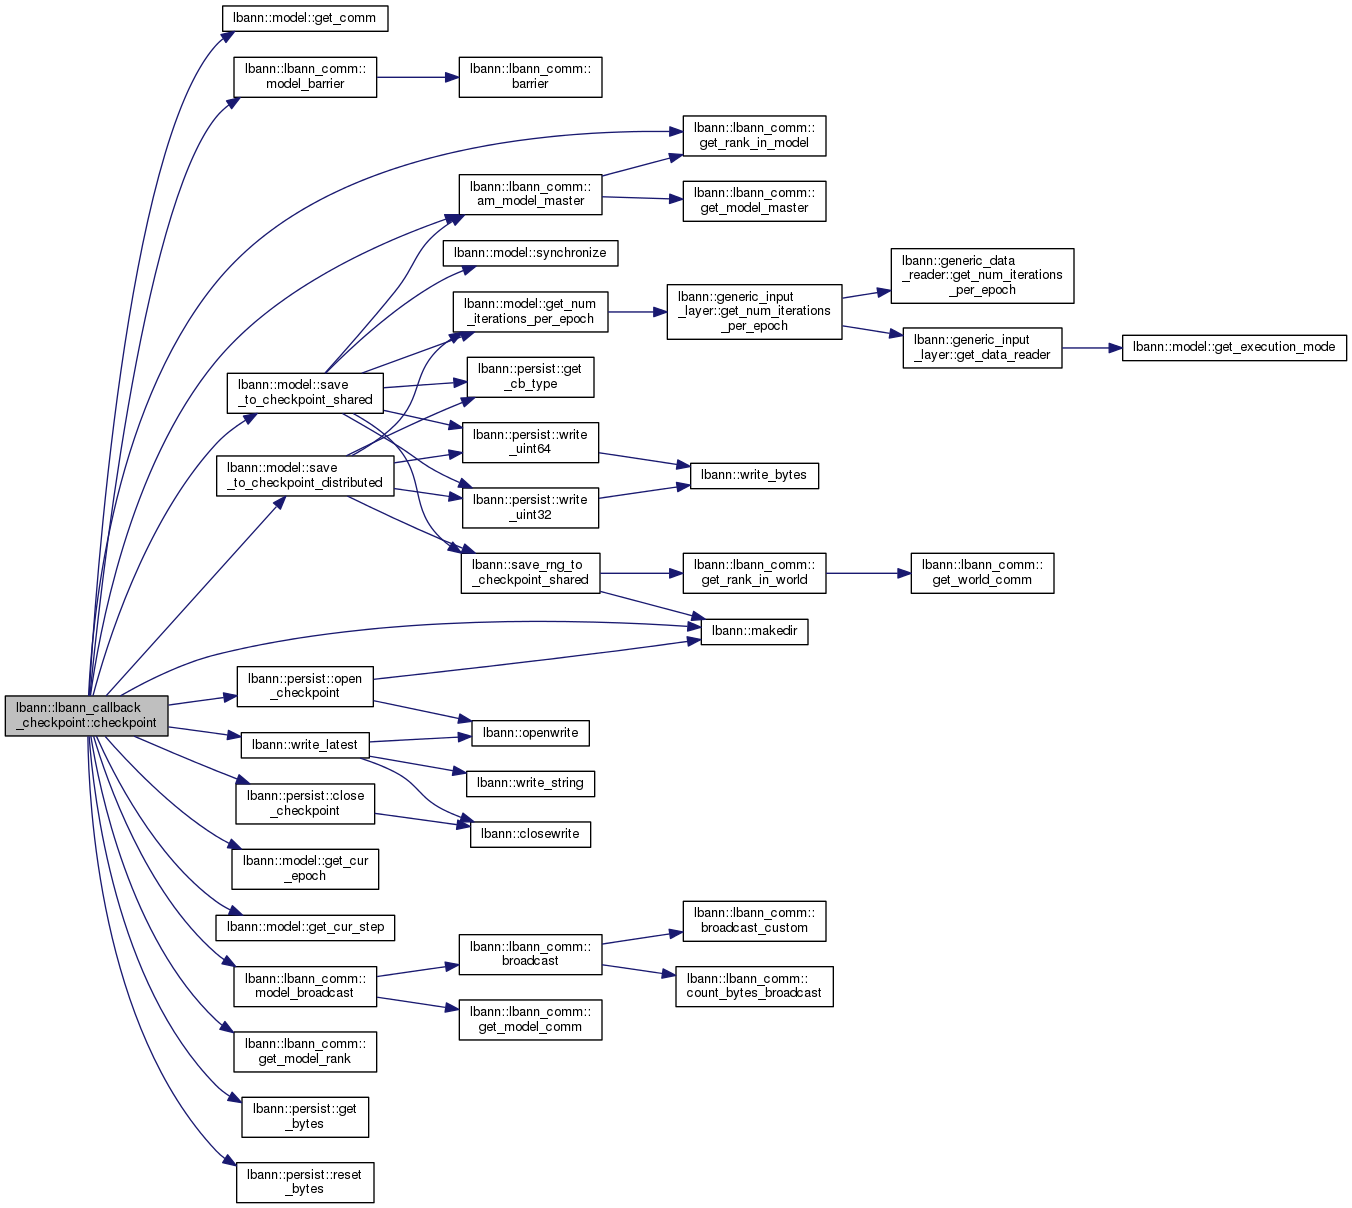 lbann::model::get_comm
lbann::lbann_comm::
model_barrier
lbann::lbann_comm::
barrier
lbann::lbann_comm::
get_rank_in_model
lbann::lbann_comm::
am_model_master
lbann::lbann_comm::
get_model_master
lbann::model::synchronize
lbann::generic_data
_reader::get_num_iterations
_per_epoch
lbann::model::get_num
_iterations_per_epoch
lbann::generic_input
_layer::get_num_iterations
_per_epoch
lbann::generic_input
_layer::get_data_reader
lbann::model::get_execution_mode
lbann::persist::get
_cb_type
lbann::model::save
_to_checkpoint_shared
lbann::persist::write
_uint64
lbann::model::save
_to_checkpoint_distributed
lbann::write_bytes
lbann::persist::write
_uint32
lbann::save_rng_to
_checkpoint_shared
lbann::lbann_comm::
get_rank_in_world
lbann::lbann_comm::
get_world_comm
lbann::makedir
lbann::persist::open
_checkpoint
lbann::lbann_callback
_checkpoint::checkpoint
lbann::openwrite
lbann::write_latest
lbann::write_string
lbann::persist::close
_checkpoint
lbann::closewrite
lbann::model::get_cur
_epoch
lbann::model::get_cur_step
lbann::lbann_comm::
broadcast_custom
lbann::lbann_comm::
broadcast
lbann::lbann_comm::
model_broadcast
lbann::lbann_comm::
count_bytes_broadcast
lbann::lbann_comm::
get_model_comm
lbann::lbann_comm::
get_model_rank
lbann::persist::get
_bytes
lbann::persist::reset
_bytes